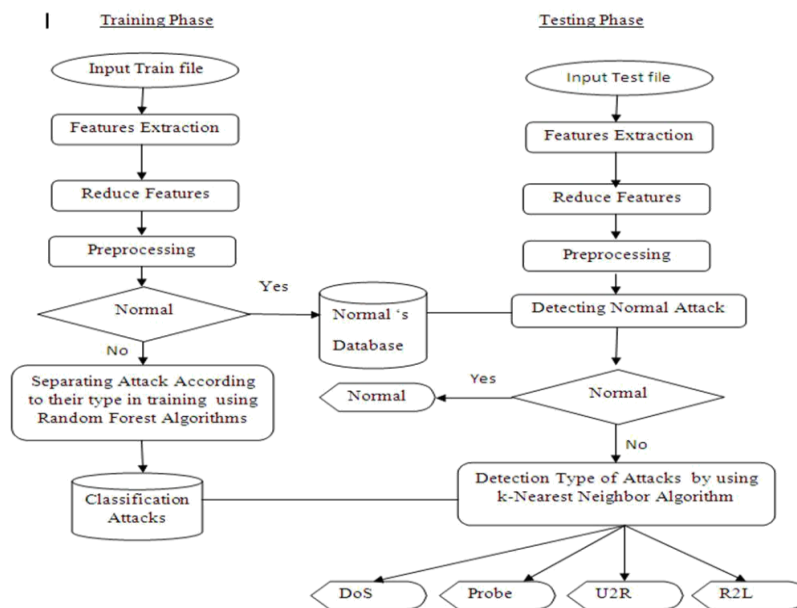 Training Phase
Testing Phase
Input Train file
Features Extraction
Reduce Features
Preprocessing
Normal
Yes
No
Normal ‘s
Database
Separating Attack According
to their type in training using
Random Forest Algorithms
Classification
Attacks
Input Test file
Features Extraction
Reduce Features
Preprocessing
Detecting Normal Attack
Normal
Yes
Normal
No
Detection Type of Attacks by using
k-Nearest Neighbor Algorithm
DoS
Probe
U2R
R2L